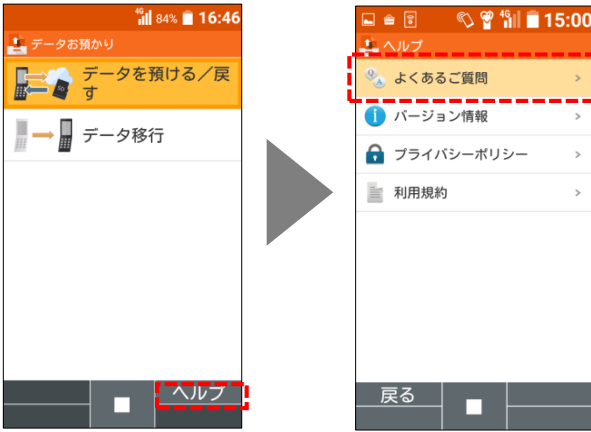 4G 84% 16:46
データお預かり
データを預ける／戻
す
データ移行
ヘルプ
4G 15:00
ヘルプ
よくあるご質問
バージョン情報
プライバシーポリシー
利用規約
戻る